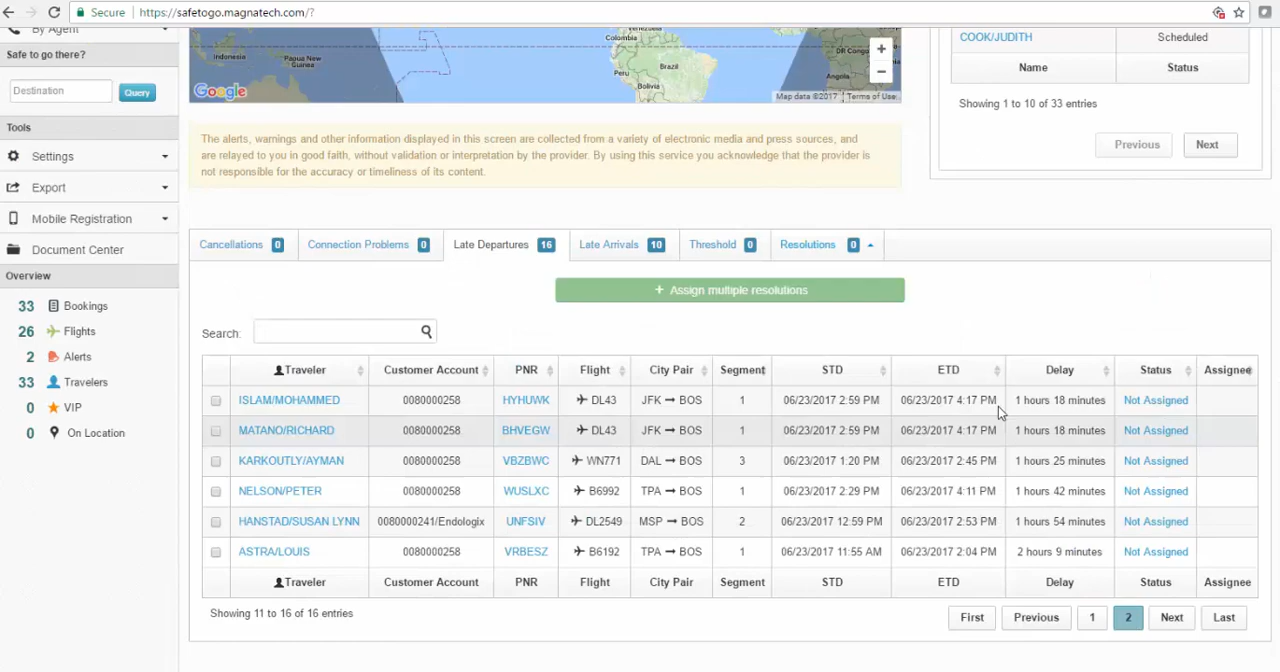 Secure https://safetogo.magnatech.com/?
By Agent
Safe to go there?
Destination Query
Tools
Settings
Export
Mobile Registration
Document Center
Overview
33 Bookings
26 Flights
2 Alerts
33 Travelers
0 VIP
0 On Location
Indonesia Papua New Guinea
Venezuela
Colombia
Peru
Brazil
Bolivia
DR Congo
Angola
+
−
Google
Map data ©2017 Terms of Use
COOK/JUDITH Scheduled
Name Status
Showing 1 to 10 of 33 entries
Previous Next
The alerts, warnings and other information displayed in this screen are collected from a variety of electronic media and press sources, and
are relayed to you in good faith, without validation or interpretation by the provider. By using this service you acknowledge that the provider is
not responsible for the accuracy or timeliness of its content.
Cancellations 0 Connection Problems 0 Late Departures 16 Late Arrivals 10 Threshold 0 Resolutions 0
+ Assign multiple resolutions
Search:
Traveler Customer Account PNR Flight City Pair Segment STD ETD Delay Status Assignee
ISLAM/MOHAMMED 0080000258 HYHUWK DL43 JFK → BOS 1 06/23/2017 2:59 PM 06/23/2017 4:17 PM 1 hours 18 minutes Not Assigned
MATANO/RICHARD 0080000258 BHVEGW DL43 JFK → BOS 1 06/23/2017 2:59 PM 06/23/2017 4:17 PM 1 hours 18 minutes Not Assigned
KARKOUTLY/AYMAN 0080000258 VBZBWC WN771 DAL → BOS 3 06/23/2017 1:20 PM 06/23/2017 2:45 PM 1 hours 25 minutes Not Assigned
NELSON/PETER 0080000258 WUSLXC B6992 TPA → BOS 1 06/23/2017 2:29 PM 06/23/2017 4:11 PM 1 hours 42 minutes Not Assigned
HANSTAD/SUSAN LYNN 0080000241/Endologix UNFSIV DL2549 MSP → BOS 2 06/23/2017 12:59 PM 06/23/2017 2:53 PM 1 hours 54 minutes Not Assigned
ASTRA/LOUIS 0080000258 VRBESZ B6192 TPA → BOS 1 06/23/2017 11:55 AM 06/23/2017 2:04 PM 2 hours 9 minutes Not Assigned
Traveler Customer Account PNR Flight City Pair Segment STD ETD Delay Status Assignee
Showing 11 to 16 of 16 entries
First Previous 1 2 Next Last